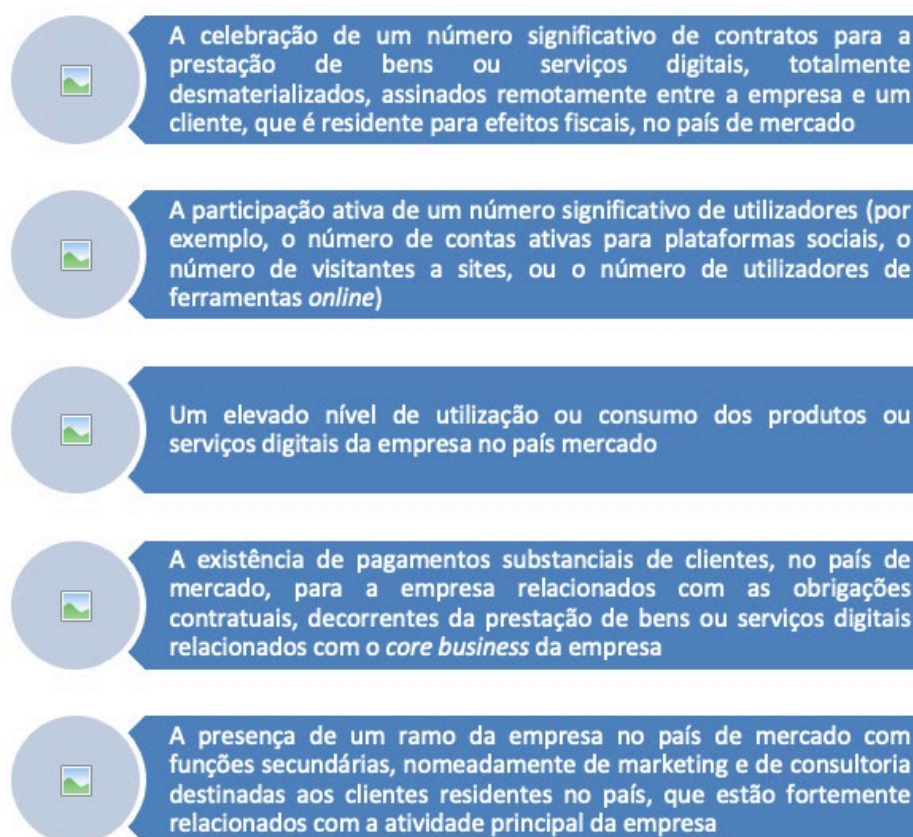 A celebração de um número significativo de contratos para a
prestação de bens ou serviços digitais, totalmente
desmaterializados, assinados remotamente entre a empresa e um
cliente, que é residente para efeitos fiscais, no país de mercado
A participação ativa de um número significativo de utilizadores (por
exemplo, o número de contas ativas para plataformas sociais, o
número de visitantes a sites, ou o número de utilizadores de
ferramentas online)
Um elevado nível de utilização ou consumo dos produtos ou
serviços digitais da empresa no país mercado
A existência de pagamentos substanciais de clientes, no país de
mercado, para a empresa relacionados com as obrigações
contratuais, decorrentes da prestação de bens ou serviços digitais
relacionados com o core business da empresa
A presença de um ramo da empresa no país de mercado com
funções secundárias, nomeadamente de marketing e de consultoria
destinadas aos clientes residentes no país, que estão fortemente
relacionados com a atividade principal da empresa